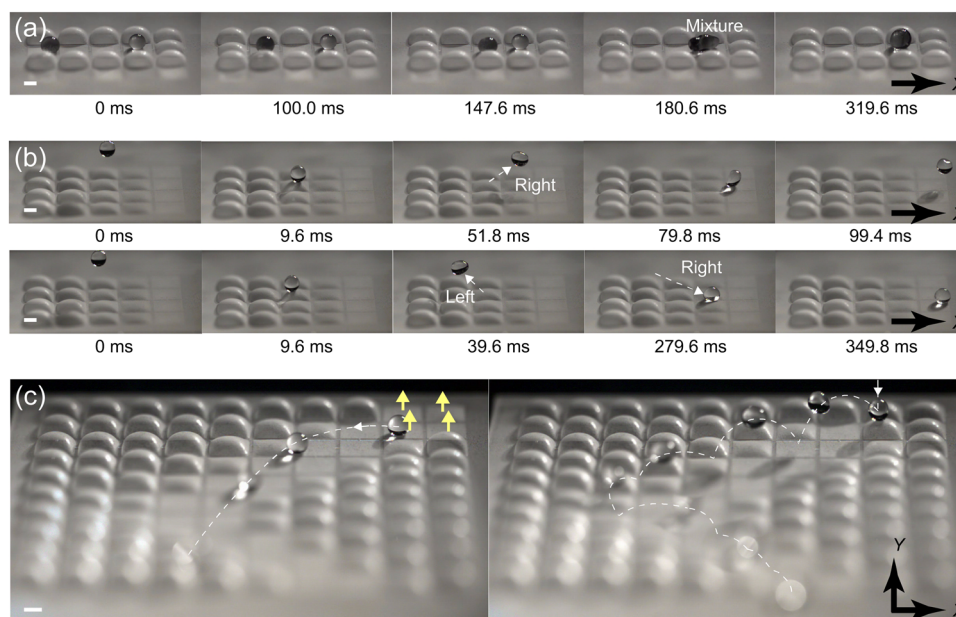 (a)
Mixture
X
0 ms 100.0 ms 147.6 ms 180.6 ms 319.6 ms
(b)
Right
X
0 ms 9.6 ms 51.8 ms 79.8 ms 99.4 ms
Left
Right
X
0 ms 9.6 ms 39.6 ms 279.6 ms 349.8 ms
(c)
Y
X